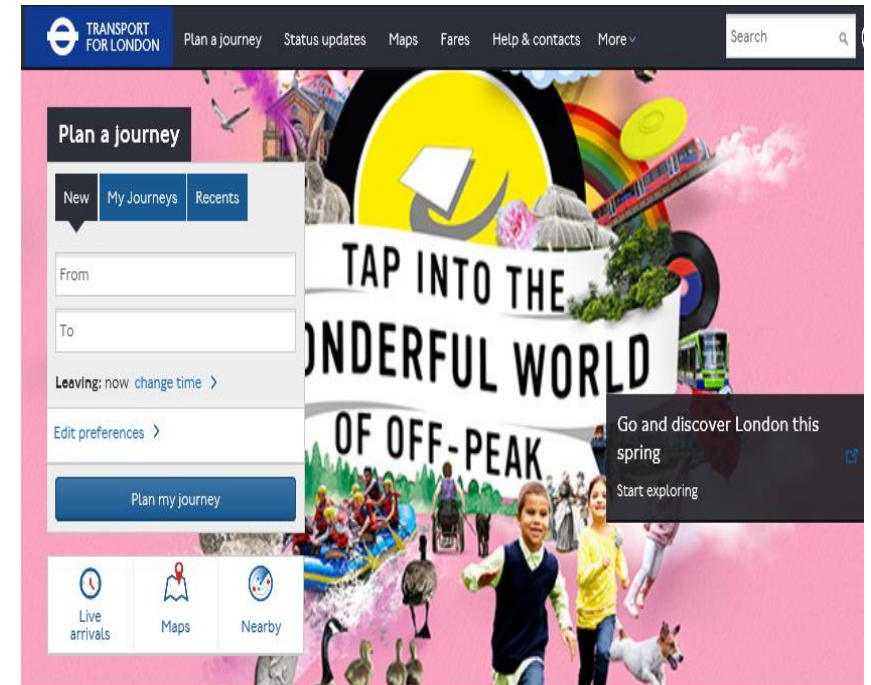 TRANSPORT
FOR LONDON
Plan a journey
Status updates
Maps
Fares
Help & contacts
More
Search
Plan a journey
New
My Journeys
Recents
From
To
Leaving: now change time
Edit preferences
Plan my journey
Live
arrivals
Maps
Nearby
TAP INTO THE
ONDERFUL WORLD
OF OFF-PEAK
Go and discover London this
spring
Start exploring